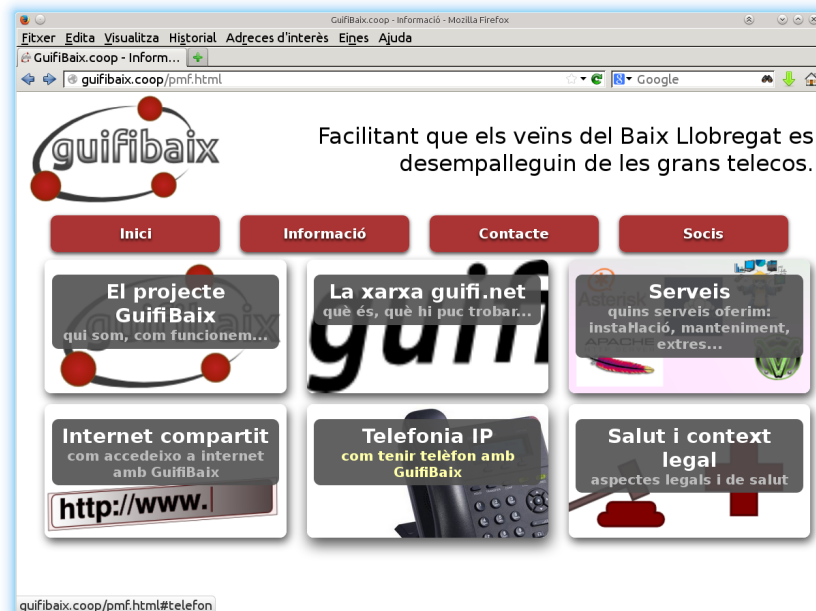 GuifiBaix.coop - Informació - Mozilla Firefox
Fitxer Edita Visualitza Historial Adreces d'interès Eines Ajuda
GuifiBaix.coop - Inform...
guifibaix.coop/pmf.html
Google
guifibaix
Facilitant que els veïns del Baix Llobregat es
desempalleguin de les grans telecos.
Inici
Informació
Contacte
Socis
El projecte
GuifiBaix
qui som, com funcionem...
La xarxa guifi.net
què és, què hi puc trobar...
guifi
Serveis
quins serveis oferim:
instal·lació, manteniment,
extres...
Asterisk
APACHE
Internet compartit
com accedeixo a internet
amb GuifiBaix
http://www.
Telefonia IP
com tenir telèfon amb
GuifiBaix
Salut i context
legal
aspectes legals i de salut
guifibaix.coop/pmf.html#telefon